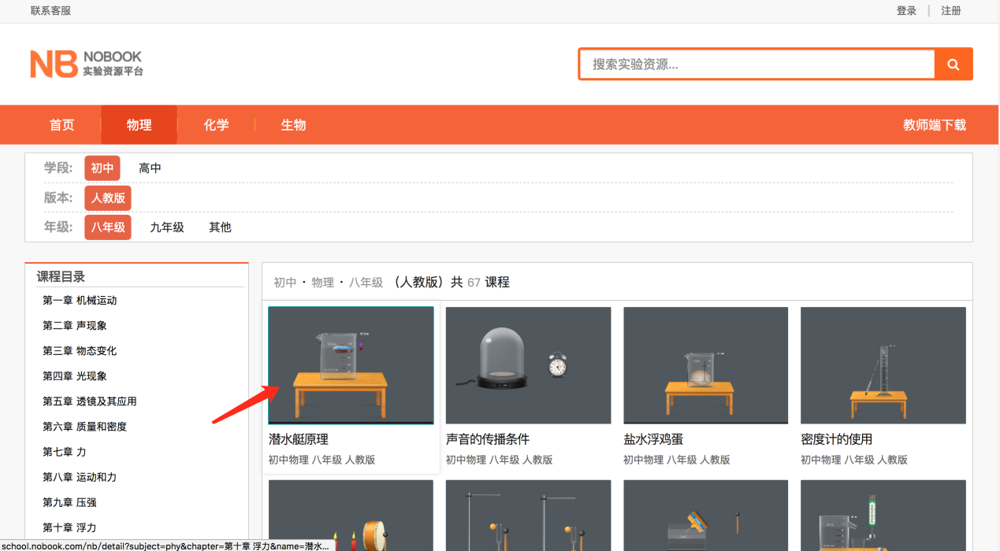 联系客服
登录 | 注册
NB NOBOOK
实验资源平台
搜索实验资源...
首页 物理 化学 生物 教师端下载
学段: 初中 高中
版本: 人教版
年级: 八年级 九年级 其他
课程目录
第一章 机械运动
第二章 声现象
第三章 物态变化
第四章 光现象
第五章 透镜及其应用
第六章 质量和密度
第七章 力
第八章 运动和力
第九章 压强
第十章 浮力
初中 · 物理 · 八年级 （人教版）共 67 课程
潜水艇原理
初中物理 八年级 人教版
声音的传播条件
初中物理 八年级 人教版
盐水浮鸡蛋
初中物理 八年级 人教版
密度计的使用
初中物理 八年级 人教版
school.nobook.com/nb/detail?subject=phy&chapter=第十章 浮力&name=潜水...